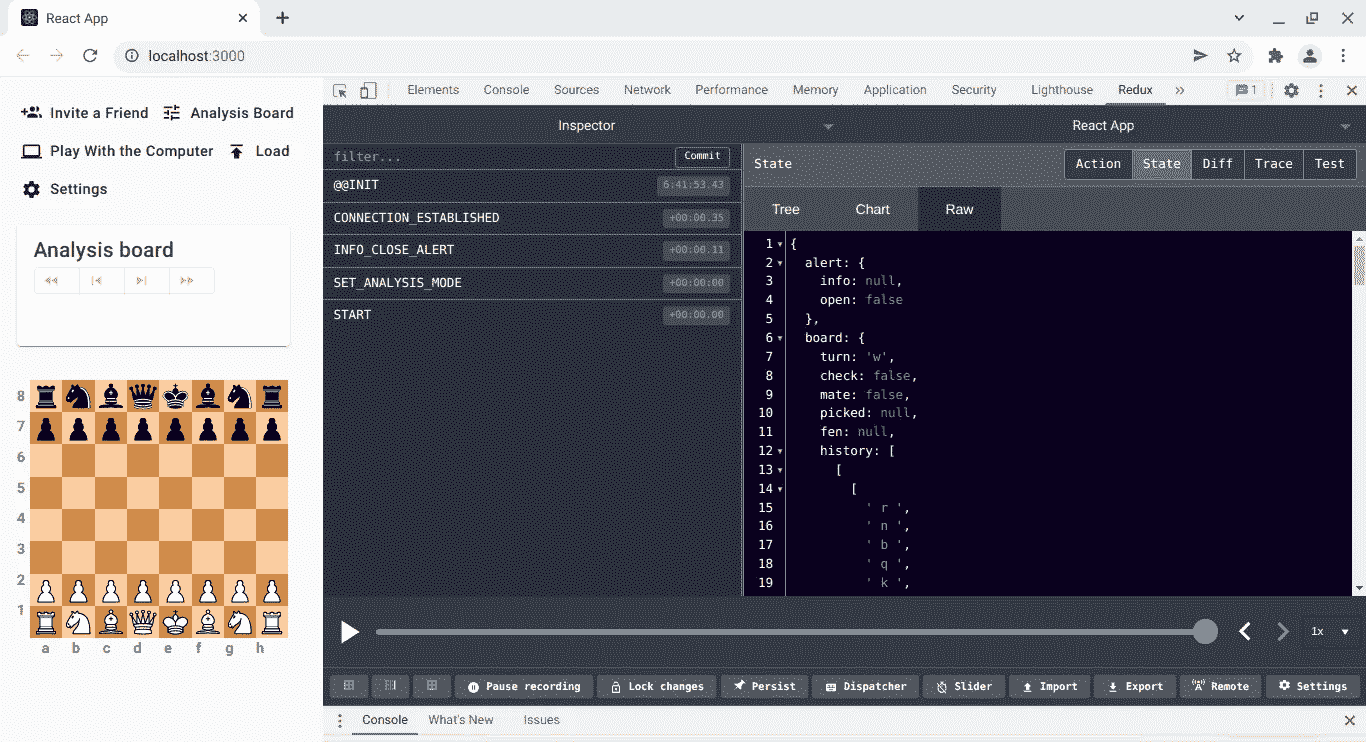 React App
localhost:3000
Invite a Friend Analysis Board
Play With the Computer Load
Settings
Analysis board
8
7
6
5
4
3
2
1
a b c d e f g h
Elements Console Sources Network Performance Memory Application Security Lighthouse Redux 1
Inspector React App
filter... Commit
@@INIT 6:41:53.43
CONNECTION_ESTABLISHED +00:00.35
INFO_CLOSE_ALERT +00:00.11
SET_ANALYSIS_MODE +00:00:00
START +00:00.00
State Action State Diff Trace Test
Tree Chart Raw
1 {
2 alert: {
3 info: null,
4 open: false
5 },
6 board: {
7 turn: 'w',
8 check: false,
9 mate: false,
10 picked: null,
11 fen: null,
12 history: [
13 [
14 [
15 ' r ',
16 ' n ',
17 ' b ',
18 ' q ',
19 ' k ',
1x
Pause recording Lock changes Persist Dispatcher Slider Import Export Remote Settings
Console What's New Issues